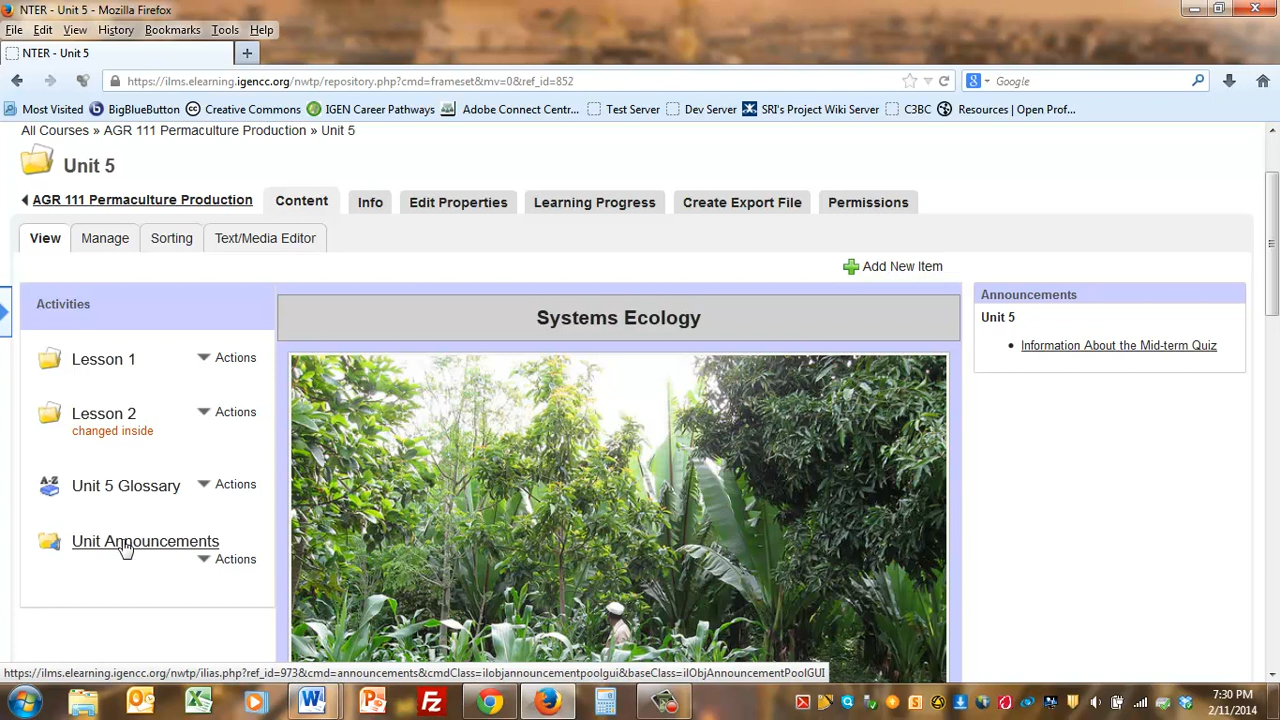 NTER - Unit 5 - Mozilla Firefox
File Edit View History Bookmarks Tools Help
NTER - Unit 5
https://ilms.elearning.igencc.org/nwtp/repository.php?cmd=frameset&mv=0&ref_id=852
Google
Most Visited BigBlueButton Creative Commons IGEN Career Pathways Adobe Connect Centr... Test Server Dev Server SRI's Project Wiki Server C3BC Resources | Open Prof...
All Courses » AGR 111 Permaculture Production » Unit 5
Unit 5
AGR 111 Permaculture Production Content Info Edit Properties Learning Progress Create Export File Permissions
View Manage Sorting Text/Media Editor
Add New Item
Activities
Systems Ecology
Announcements
Unit 5
• Information About the Mid-term Quiz
Lesson 1 Actions
Lesson 2 Actions
changed inside
A-Z Unit 5 Glossary Actions
Unit Announcements
Actions
https://ilms.elearning.igencc.org/nwtp/ilias.php?ref_id=973&cmd=announcements&cmdClass=ilobjannouncementpoolgui&baseClass=ilObjAnnouncementPoolGUI
7:30 PM
2/11/2014